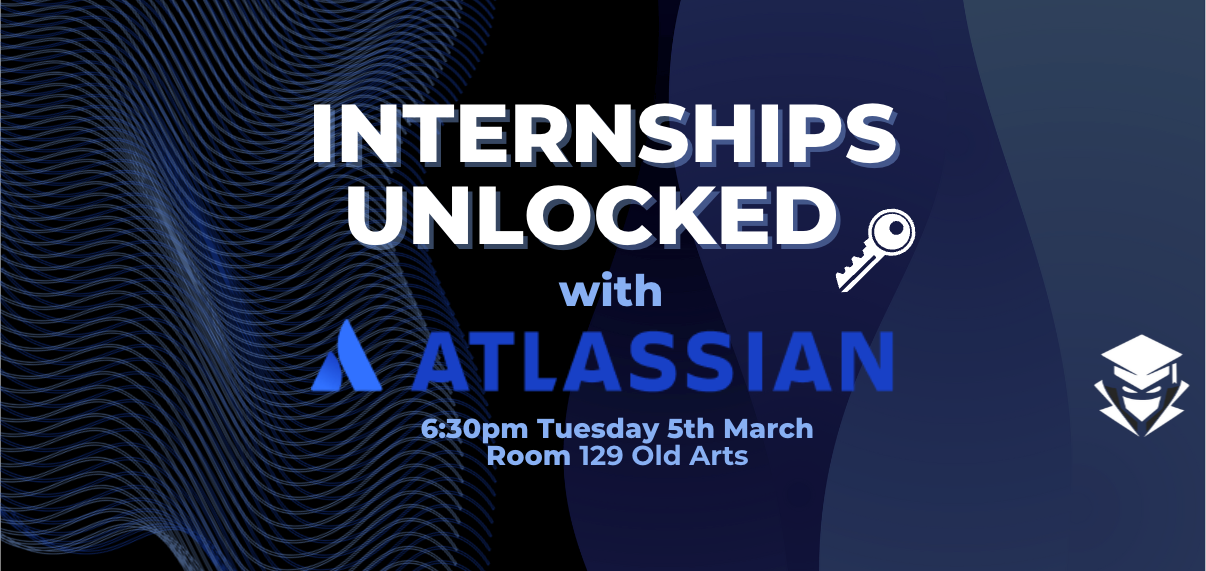 INTERNSHIPS
UNLOCKED
with
ATLASSIAN
6:30pm Tuesday 5th March
Room 129 Old Arts